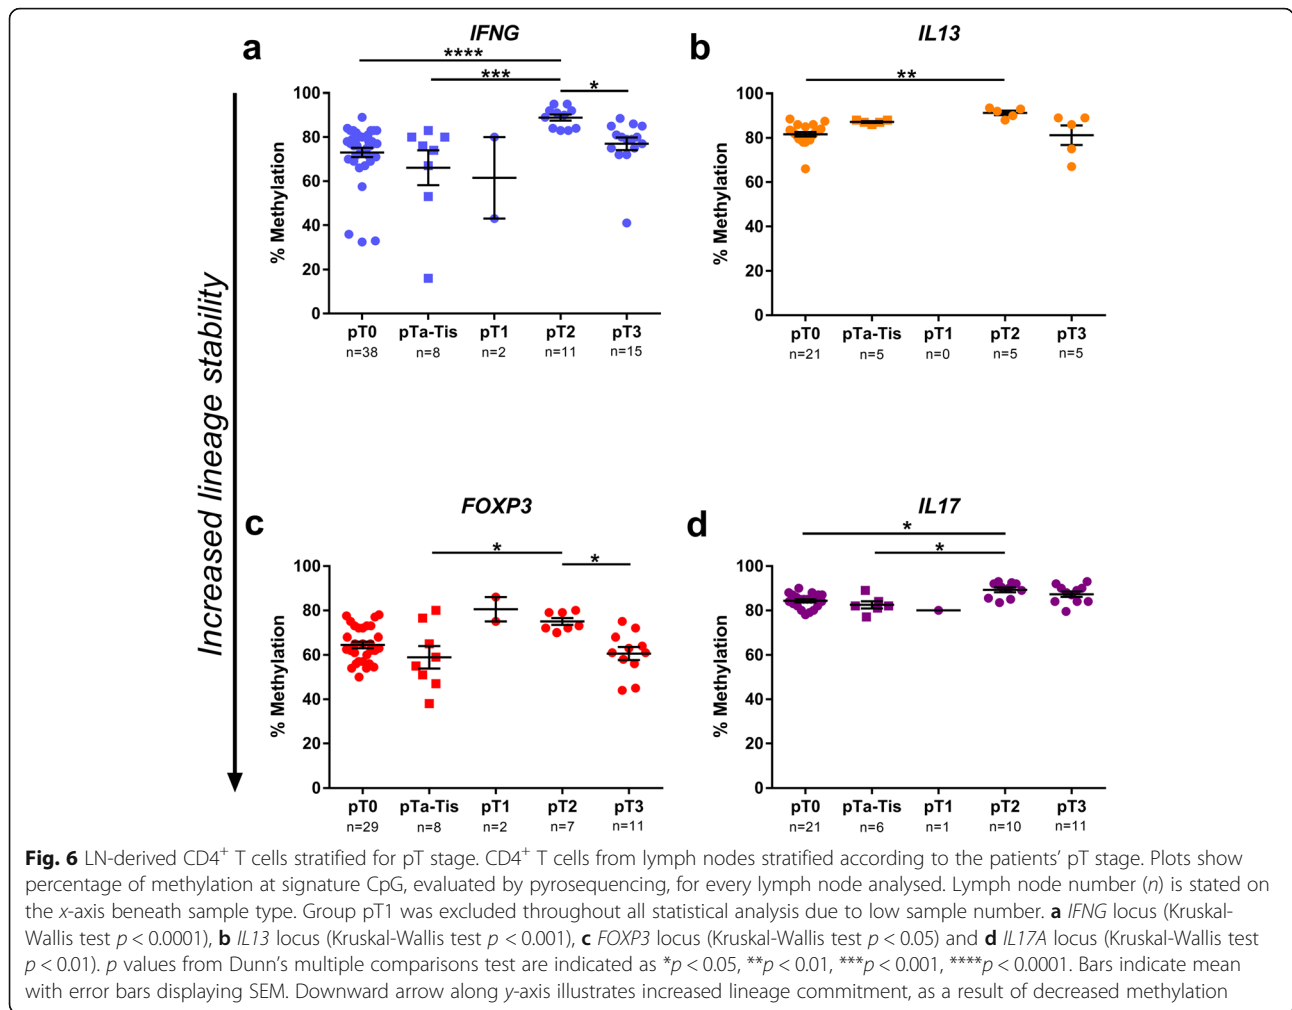 a
IFNG
****
***
*
% Methylation
100
80
60
40
20
0
pT0 pTa-Tis pT1 pT2 pT3
n=38 n=8 n=2 n=11 n=15
b
IL13
**
% Methylation
100
80
60
40
20
0
pT0 pTa-Tis pT1 pT2 pT3
n=21 n=5 n=0 n=5 n=5
Increased lineage stability
c
FOXP3
*
*
% Methylation
100
80
60
40
20
0
pT0 pTa-Tis pT1 pT2 pT3
n=29 n=8 n=2 n=7 n=11
d
IL17
*
*
% Methylation
100
80
60
40
20
0
pT0 pTa-Tis pT1 pT2 pT3
n=21 n=6 n=1 n=10 n=11
Fig. 6 LN-derived CD4⁺ T cells stratified for pT stage. CD4⁺ T cells from lymph nodes stratified according to the patients' pT stage. Plots show
percentage of methylation at signature CpG, evaluated by pyrosequencing, for every lymph node analysed. Lymph node number (n) is stated on
the x-axis beneath sample type. Group pT1 was excluded throughout all statistical analysis due to low sample number. a IFNG locus (Kruskal-
Wallis test p < 0.0001), b IL13 locus (Kruskal-Wallis test p < 0.001), c FOXP3 locus (Kruskal-Wallis test p < 0.05) and d IL17A locus (Kruskal-Wallis test
p < 0.01). p values from Dunn's multiple comparisons test are indicated as *p < 0.05, **p < 0.01, ***p < 0.001, ****p < 0.0001. Bars indicate mean
with error bars displaying SEM. Downward arrow along y-axis illustrates increased lineage commitment, as a result of decreased methylation